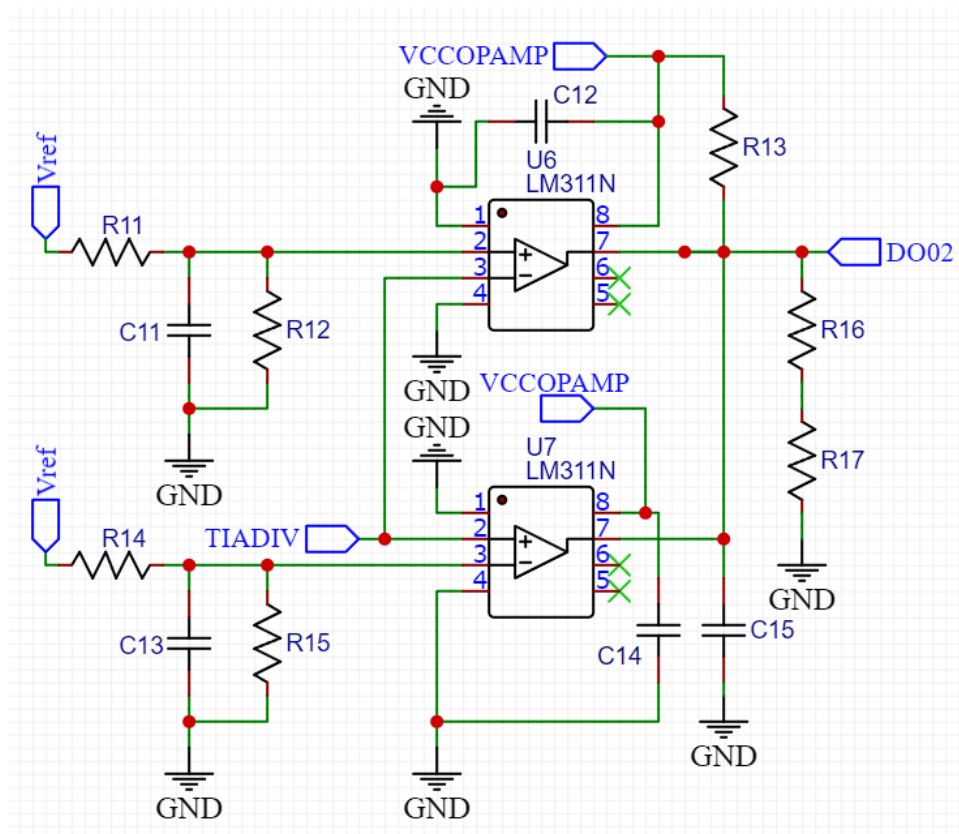 VCCOPAMP
GND
C12
Vref
R13
U6
LM311N
R11
1
8
2
+
7
DO02
3
-
6
4
5
C11
R12
R16
GND
VCCOPAMP
GND
R17
Vref
GND
U7
LM311N
R14
1
8
TIADIV
2
+
7
3
-
6
4
5
GND
C13
R15
C14
C15
GND
GND
GND